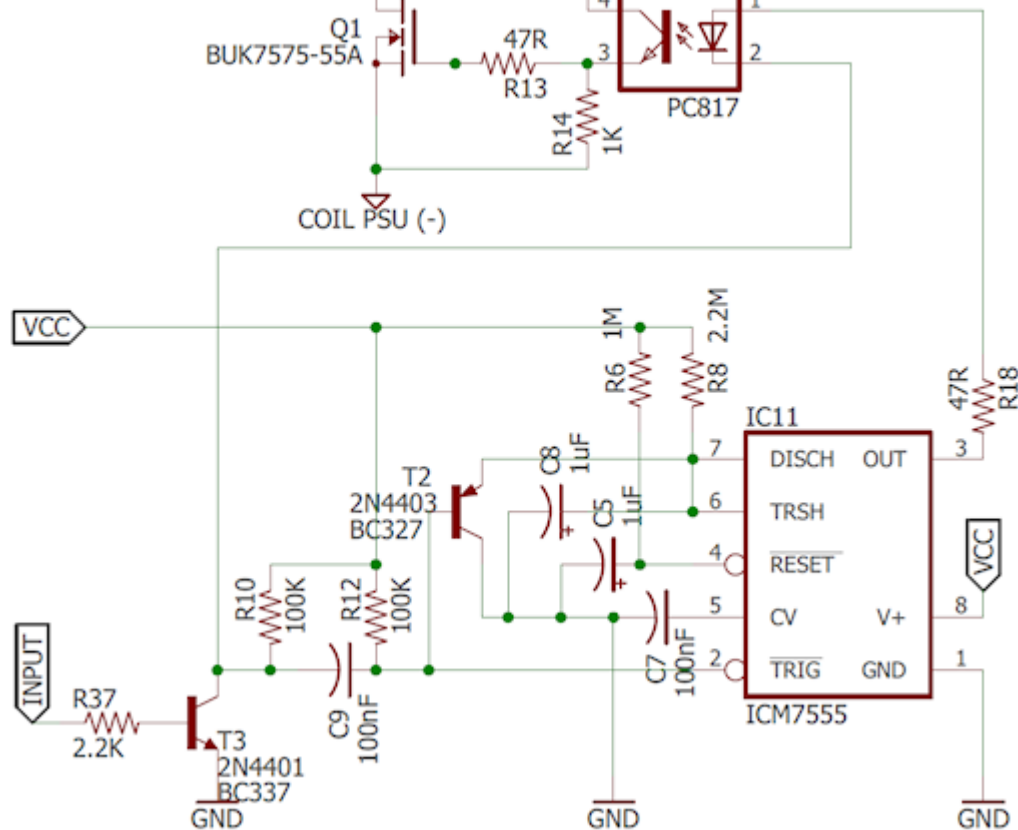 4
1
Q1
BUK7575-55A
47R
R13
3
2
R14
1K
PC817
COIL PSU (-)
VCC
R6
1M
R8
2.2M
47R
R18
IC11
7
DISCH
OUT
3
T2
2N4403
BC327
C8
1uF
6
TRSH
C5
1uF
4
RESET
VCC
R10
100K
R12
100K
5
CV
V+
8
C7
100nF
2
TRIG
GND
1
ICM7555
INPUT
R37
2.2K
C9
100nF
T3
2N4401
BC337
GND
GND
GND
+
+